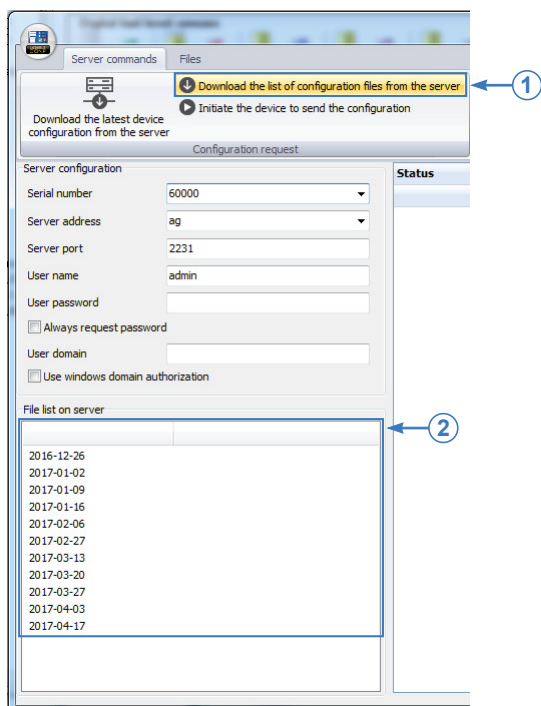 Server commands Files
Download the list of configuration files from the server
1
Initiate the device to send the configuration
Download the latest device
configuration from the server
Configuration request
Server configuration
Status
Serial number 60000
Server address ag
Server port 2231
User name admin
User password
Always request password
User domain
Use windows domain authorization
File list on server
2
2016-12-26
2017-01-02
2017-01-09
2017-01-16
2017-02-06
2017-02-27
2017-03-13
2017-03-20
2017-03-27
2017-04-03
2017-04-17